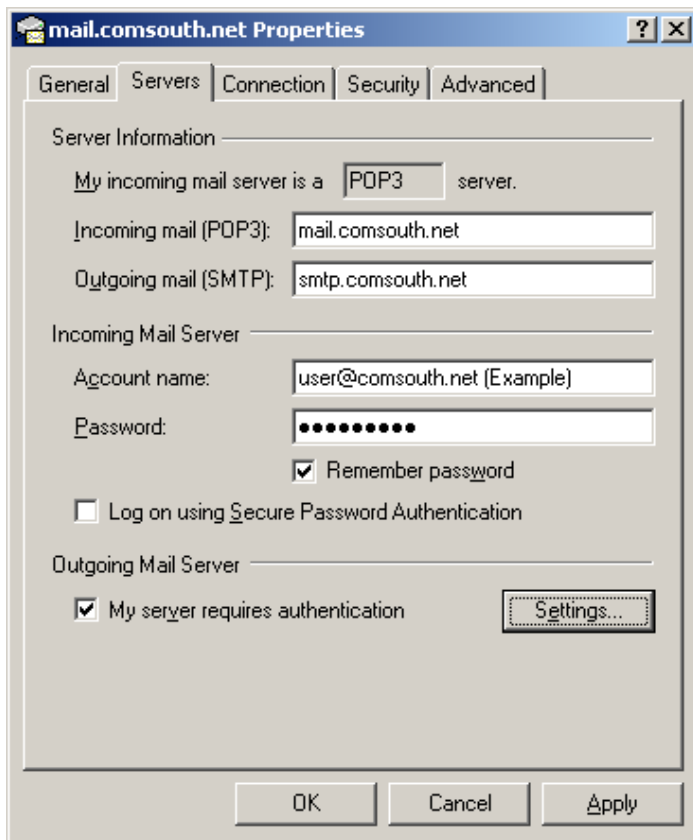 mail.comsouth.net Properties
General Servers Connection Security Advanced
Server Information
My incoming mail server is a POP3 server.
Incoming mail (POP3): mail.comsouth.net
Outgoing mail (SMTP): smtp.comsouth.net
Incoming Mail Server
Account name: user@comsouth.net (Example)
Password: ●●●●●●●●●
Remember password
Log on using Secure Password Authentication
Outgoing Mail Server
My server requires authentication Settings...
OK Cancel Apply